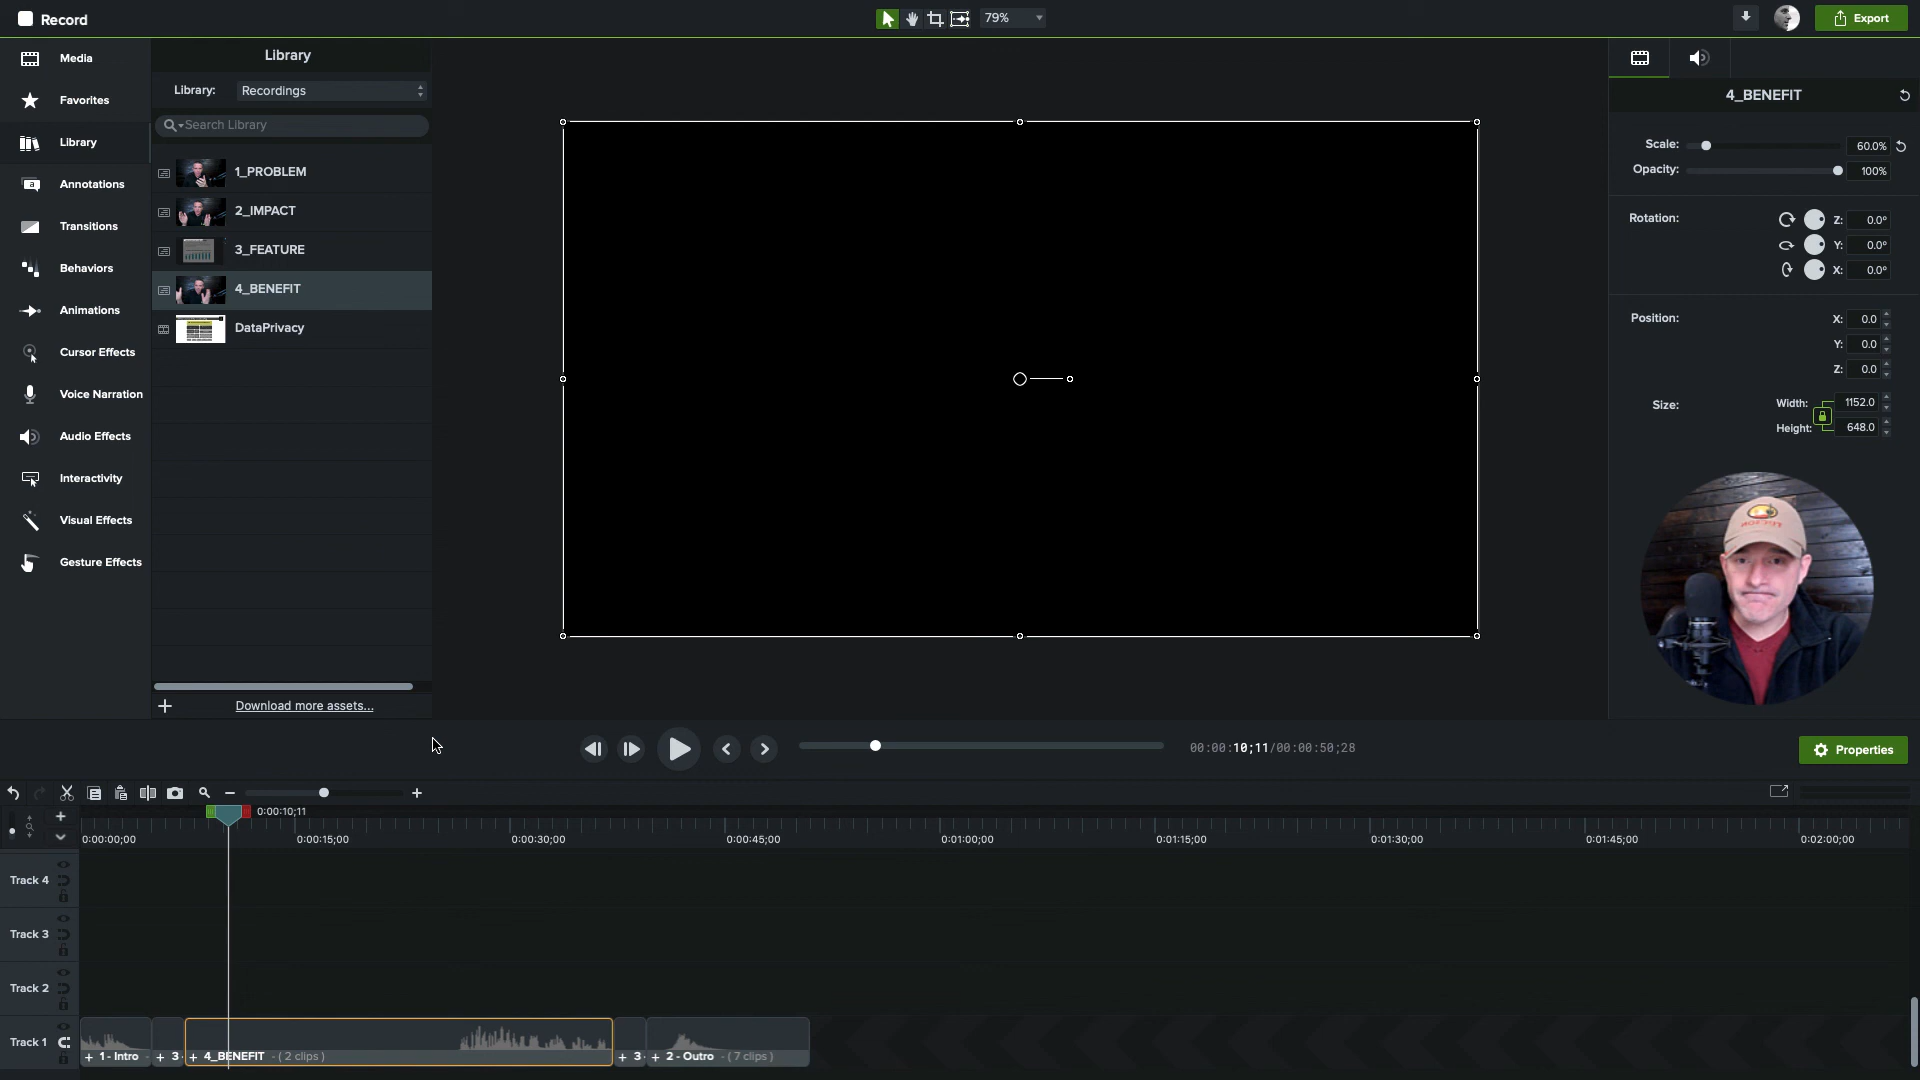 Record
79%
Export
Media
Favorites
Library
Annotations
Transitions
Behaviors
Animations
Cursor Effects
Voice Narration
Audio Effects
Interactivity
Visual Effects
Gesture Effects
Library
Library:
Recordings
Search Library
1_PROBLEM
2_IMPACT
3_FEATURE
4_BENEFIT
DataPrivacy
Download more assets...
4_BENEFIT
Scale:
60.0%
Opacity:
100%
Rotation:
Z: 0.0°
Y: 0.0°
X: 0.0°
Position:
X: 0.0
Y: 0.0
Z: 0.0
Size:
Width: 1152.0
Height: 648.0
00:00:10;11/00:00:50;28
Properties
0:00:10;11
0:00:00;00
0:00:15;00
0:00:30;00
0:00:45;00
0:01:00;00
0:01:15;00
0:01:30;00
0:01:45;00
0:02:00;00
Track 4
Track 3
Track 2
Track 1
+ 1 - Intro -
+ 3
+ 4_BENEFIT - ( 2 clips )
+ 3
+ 2 - Outro - ( 7 clips )